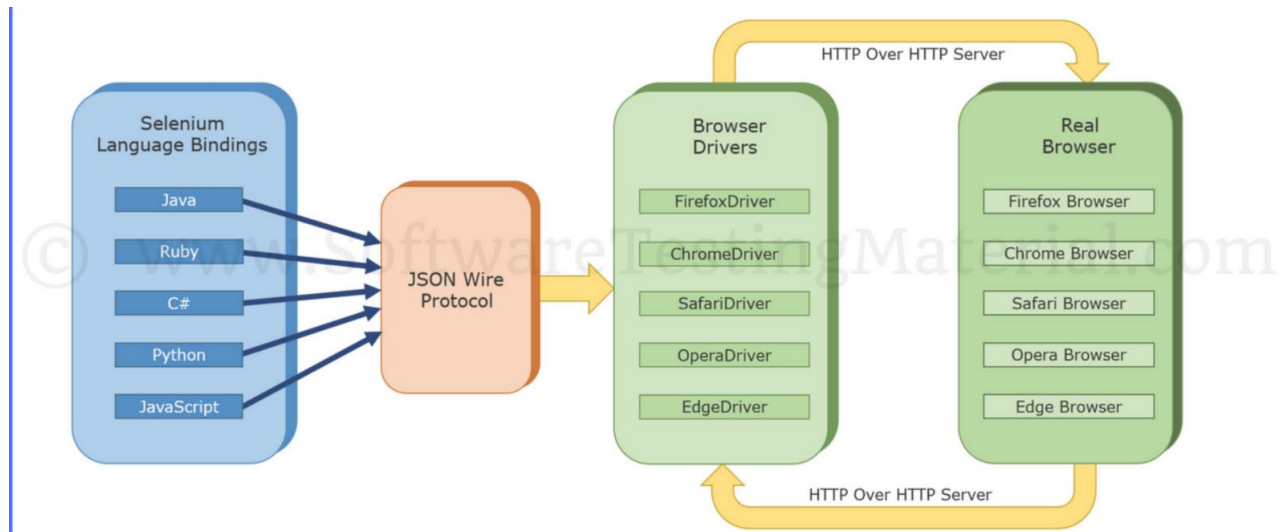 HTTP Over HTTP Server
Selenium
Language Bindings
Java
Ruby
C#
Python
JavaScript
JSON Wire
Protocol
Browser
Drivers
FirefoxDriver
ChromeDriver
SafariDriver
OperaDriver
EdgeDriver
Real
Browser
Firefox Browser
Chrome Browser
Safari Browser
Opera Browser
Edge Browser
HTTP Over HTTP Server
© www.SoftwareTestingMaterial.com